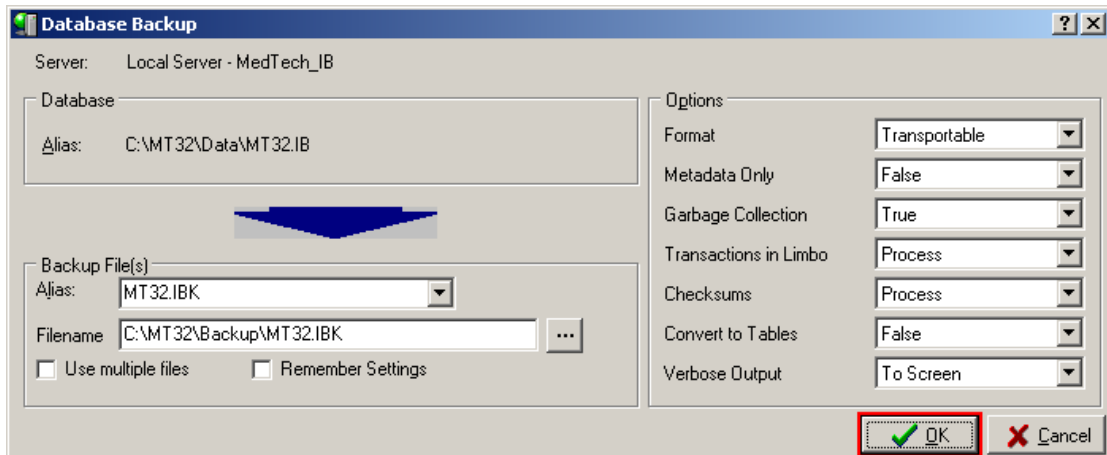 Database Backup
Server: Local Server - MedTech_IB
Database
Alias: C:\MT32\Data\MT32.IB
Backup File(s)
Alias: MT32.IBK
Filename C:\MT32\Backup\MT32.IBK ...
Use multiple files Remember Settings
Options
Format Transportable
Metadata Only False
Garbage Collection True
Transactions in Limbo Process
Checksums Process
Convert to Tables False
Verbose Output To Screen
OK Cancel